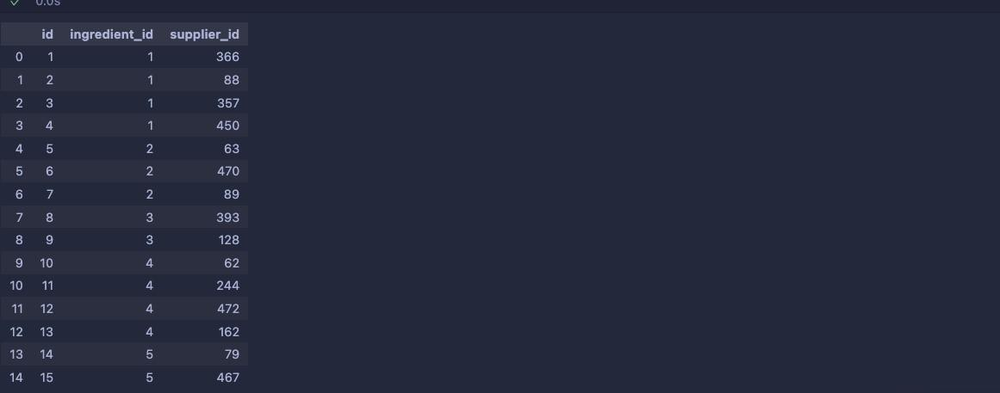 0.0s
id ingredient_id supplier_id
0 1 1 366
1 2 1 88
2 3 1 357
3 4 1 450
4 5 2 63
5 6 2 470
6 7 2 89
7 8 3 393
8 9 3 128
9 10 4 62
10 11 4 244
11 12 4 472
12 13 4 162
13 14 5 79
14 15 5 467